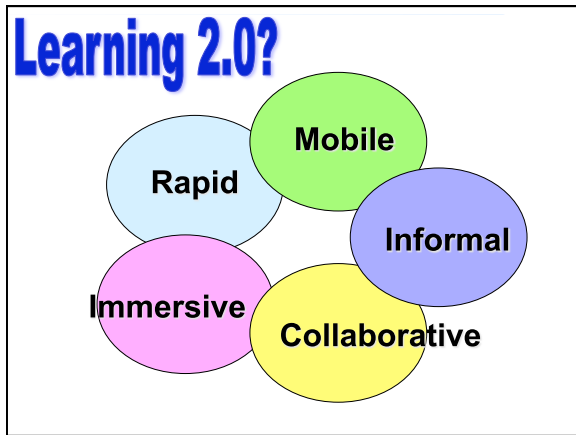 Learning 2.0?
Mobile
Rapid
Informal
Immersive
Collaborative